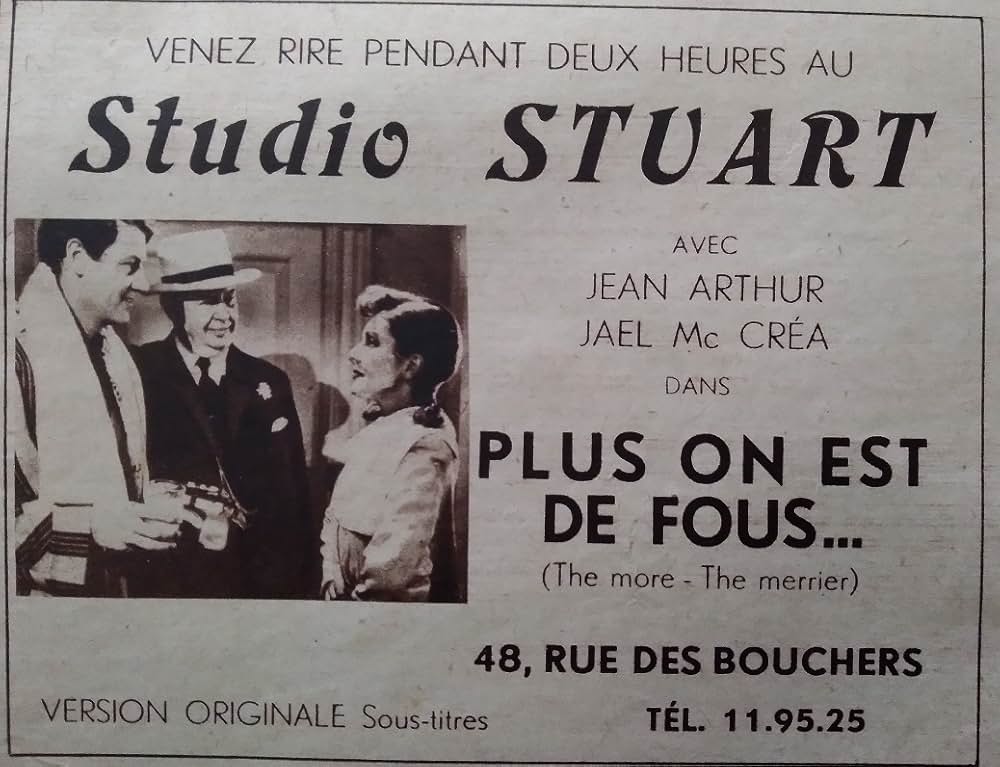 VENEZ RIRE PENDANT DEUX HEURES AU
Studio STUART
AVEC
JEAN ARTHUR
JAEL Mc CRÉA
DANS
PLUS ON EST
DE FOUS...
(The more - The merrier)
48, RUE DES BOUCHERS
VERSION ORIGINALE Sous-titres
TÉL. 11.95.25